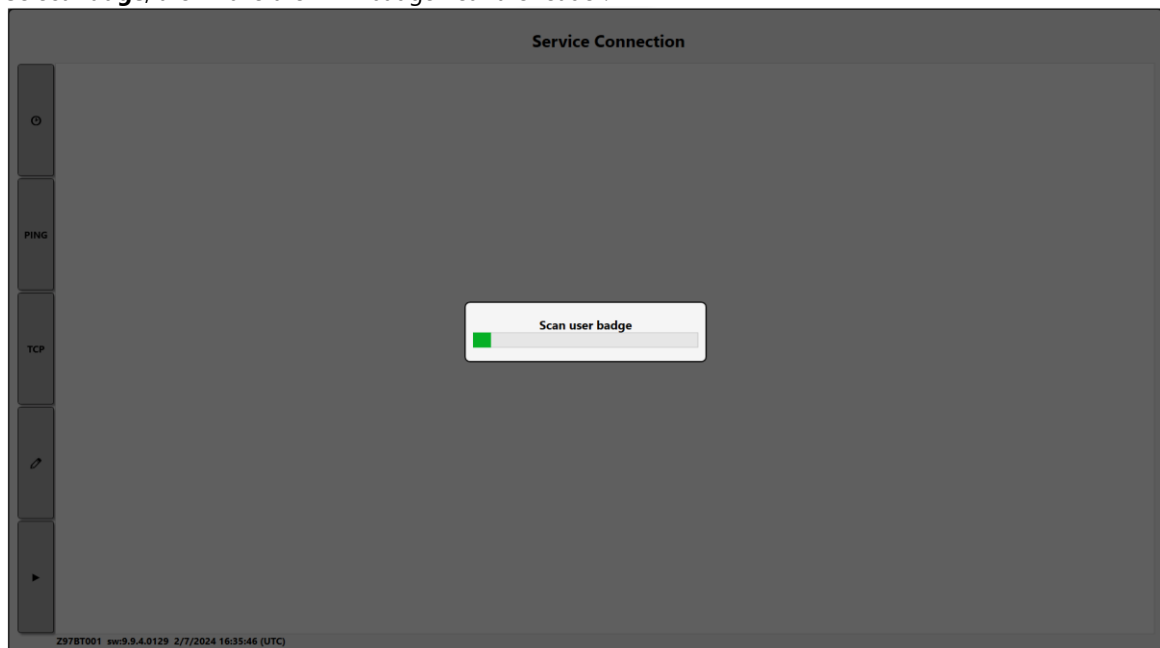 Service Connection
PING
TCP
Scan user badge
Z97BT001 sw:9.9.4.0129 2/7/2024 16:35:46 (UTC)